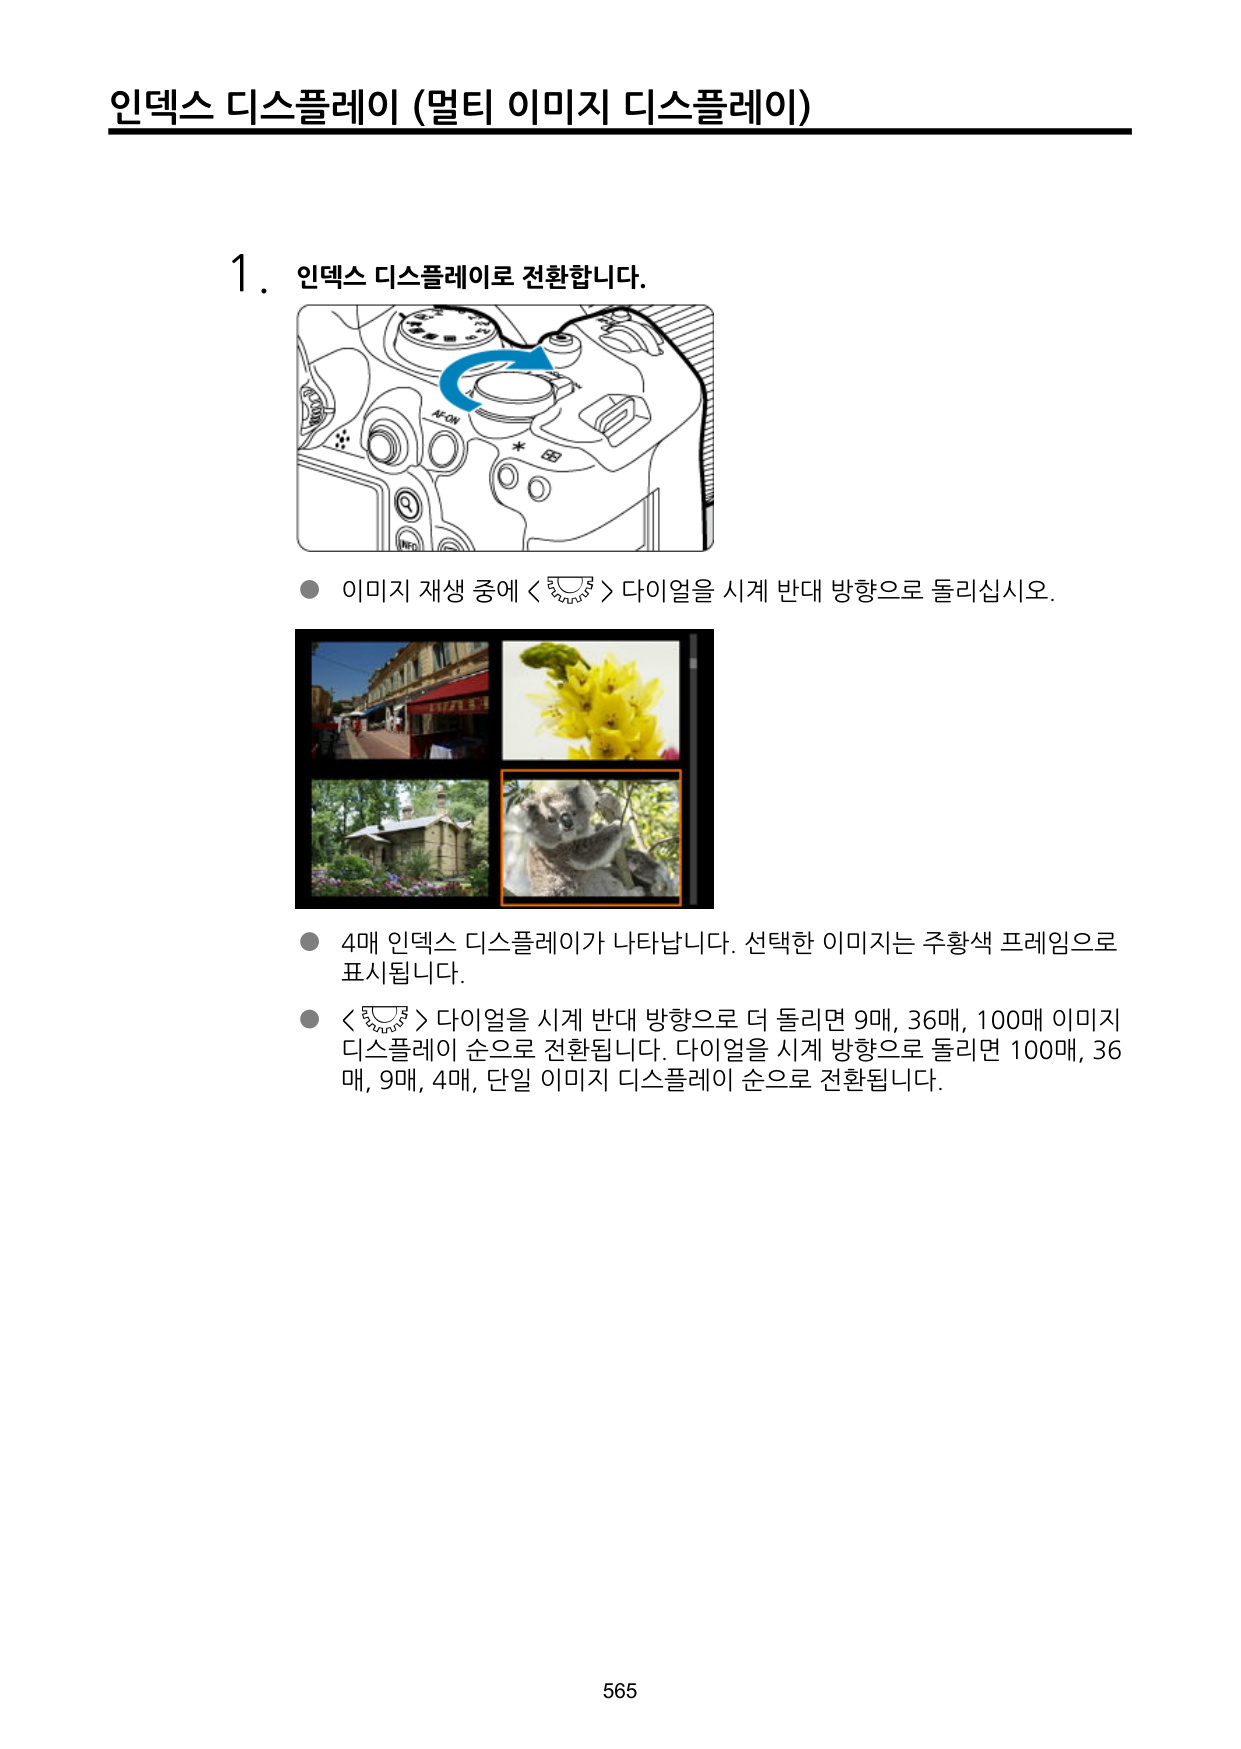 인덱스 디스플레이 (멀티 이미지 디스플레이)
1. 인덱스 디스플레이로 전환합니다.
AF-ON
INFO
● 이미지 재생 중에 < > 다이얼을 시계 반대 방향으로 돌리십시오.
● 4매 인덱스 디스플레이가 나타납니다. 선택한 이미지는 주황색 프레임으로
표시됩니다.
● < > 다이얼을 시계 반대 방향으로 더 돌리면 9매, 36매, 100매 이미지
디스플레이 순으로 전환됩니다. 다이얼을 시계 방향으로 돌리면 100매, 36
매, 9매, 4매, 단일 이미지 디스플레이 순으로 전환됩니다.
565